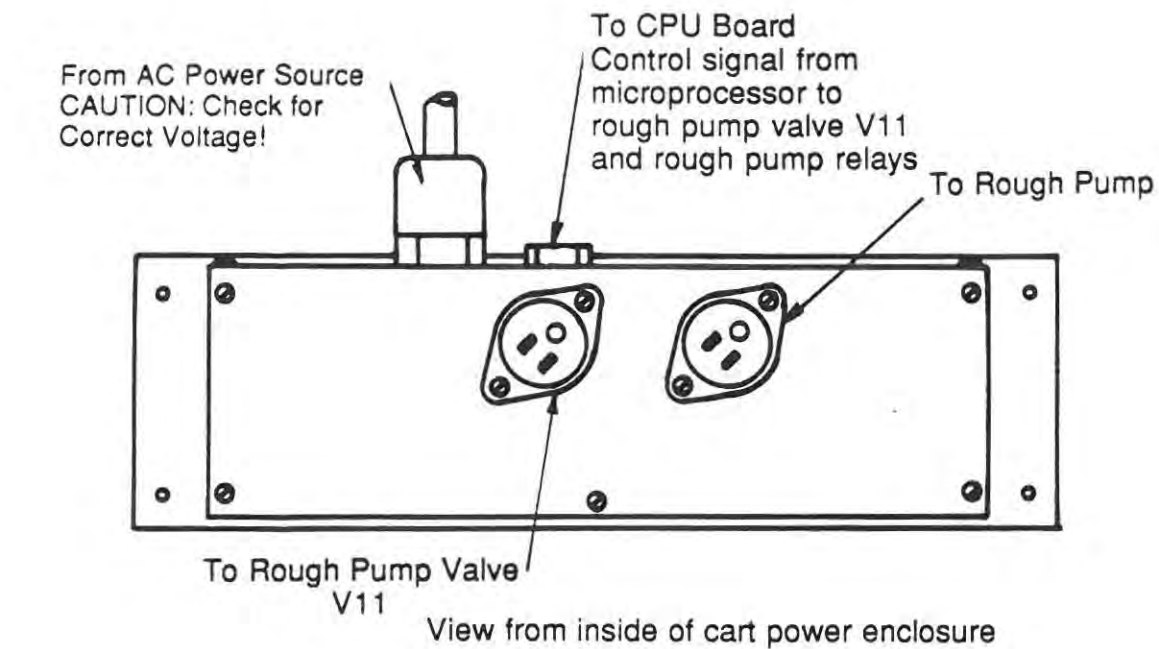 To CPU Board
Control signal from
microprocessor to
rough pump valve V11
and rough pump relays
From AC Power Source
CAUTION: Check for
Correct Voltage!
To Rough Pump
To Rough Pump Valve
V11
View from inside of cart power enclosure